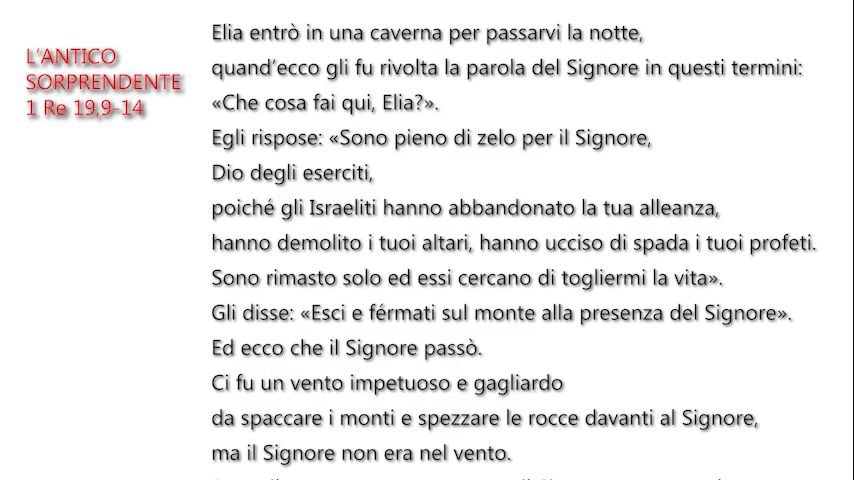 L'ANTICO
SORPRENDENTE
1 Re 19,9-14
Elia entrò in una caverna per passarvi la notte,
quand'ecco gli fu rivolta la parola del Signore in questi termini:
«Che cosa fai qui, Elia?».
Egli rispose: «Sono pieno di zelo per il Signore,
Dio degli eserciti,
poiché gli Israeliti hanno abbandonato la tua alleanza,
hanno demolito i tuoi altari, hanno ucciso di spada i tuoi profeti.
Sono rimasto solo ed essi cercano di togliermi la vita».
Gli disse: «Esci e férmati sul monte alla presenza del Signore».
Ed ecco che il Signore passò.
Ci fu un vento impetuoso e gagliardo
da spaccare i monti e spezzare le rocce davanti al Signore,
ma il Signore non era nel vento.